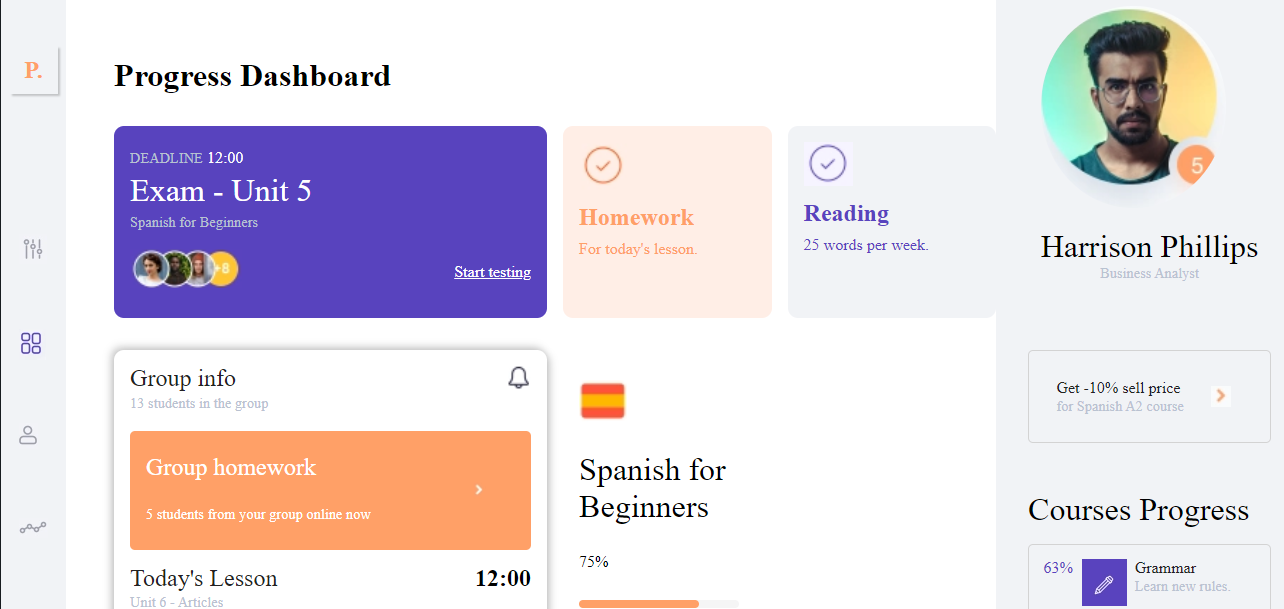 P.
Progress Dashboard
DEADLINE 12:00
Exam - Unit 5
Spanish for Beginners
+8
Start testing
Homework
For today's lesson.
Reading
25 words per week.
Group info
13 students in the group
Group homework
5 students from your group online now
Today's Lesson 12:00
Unit 6 - Articles
Spanish for
Beginners
75%
5
Harrison Phillips
Business Analyst
Get -10% sell price
for Spanish A2 course
Courses Progress
63% Grammar
Learn new rules.